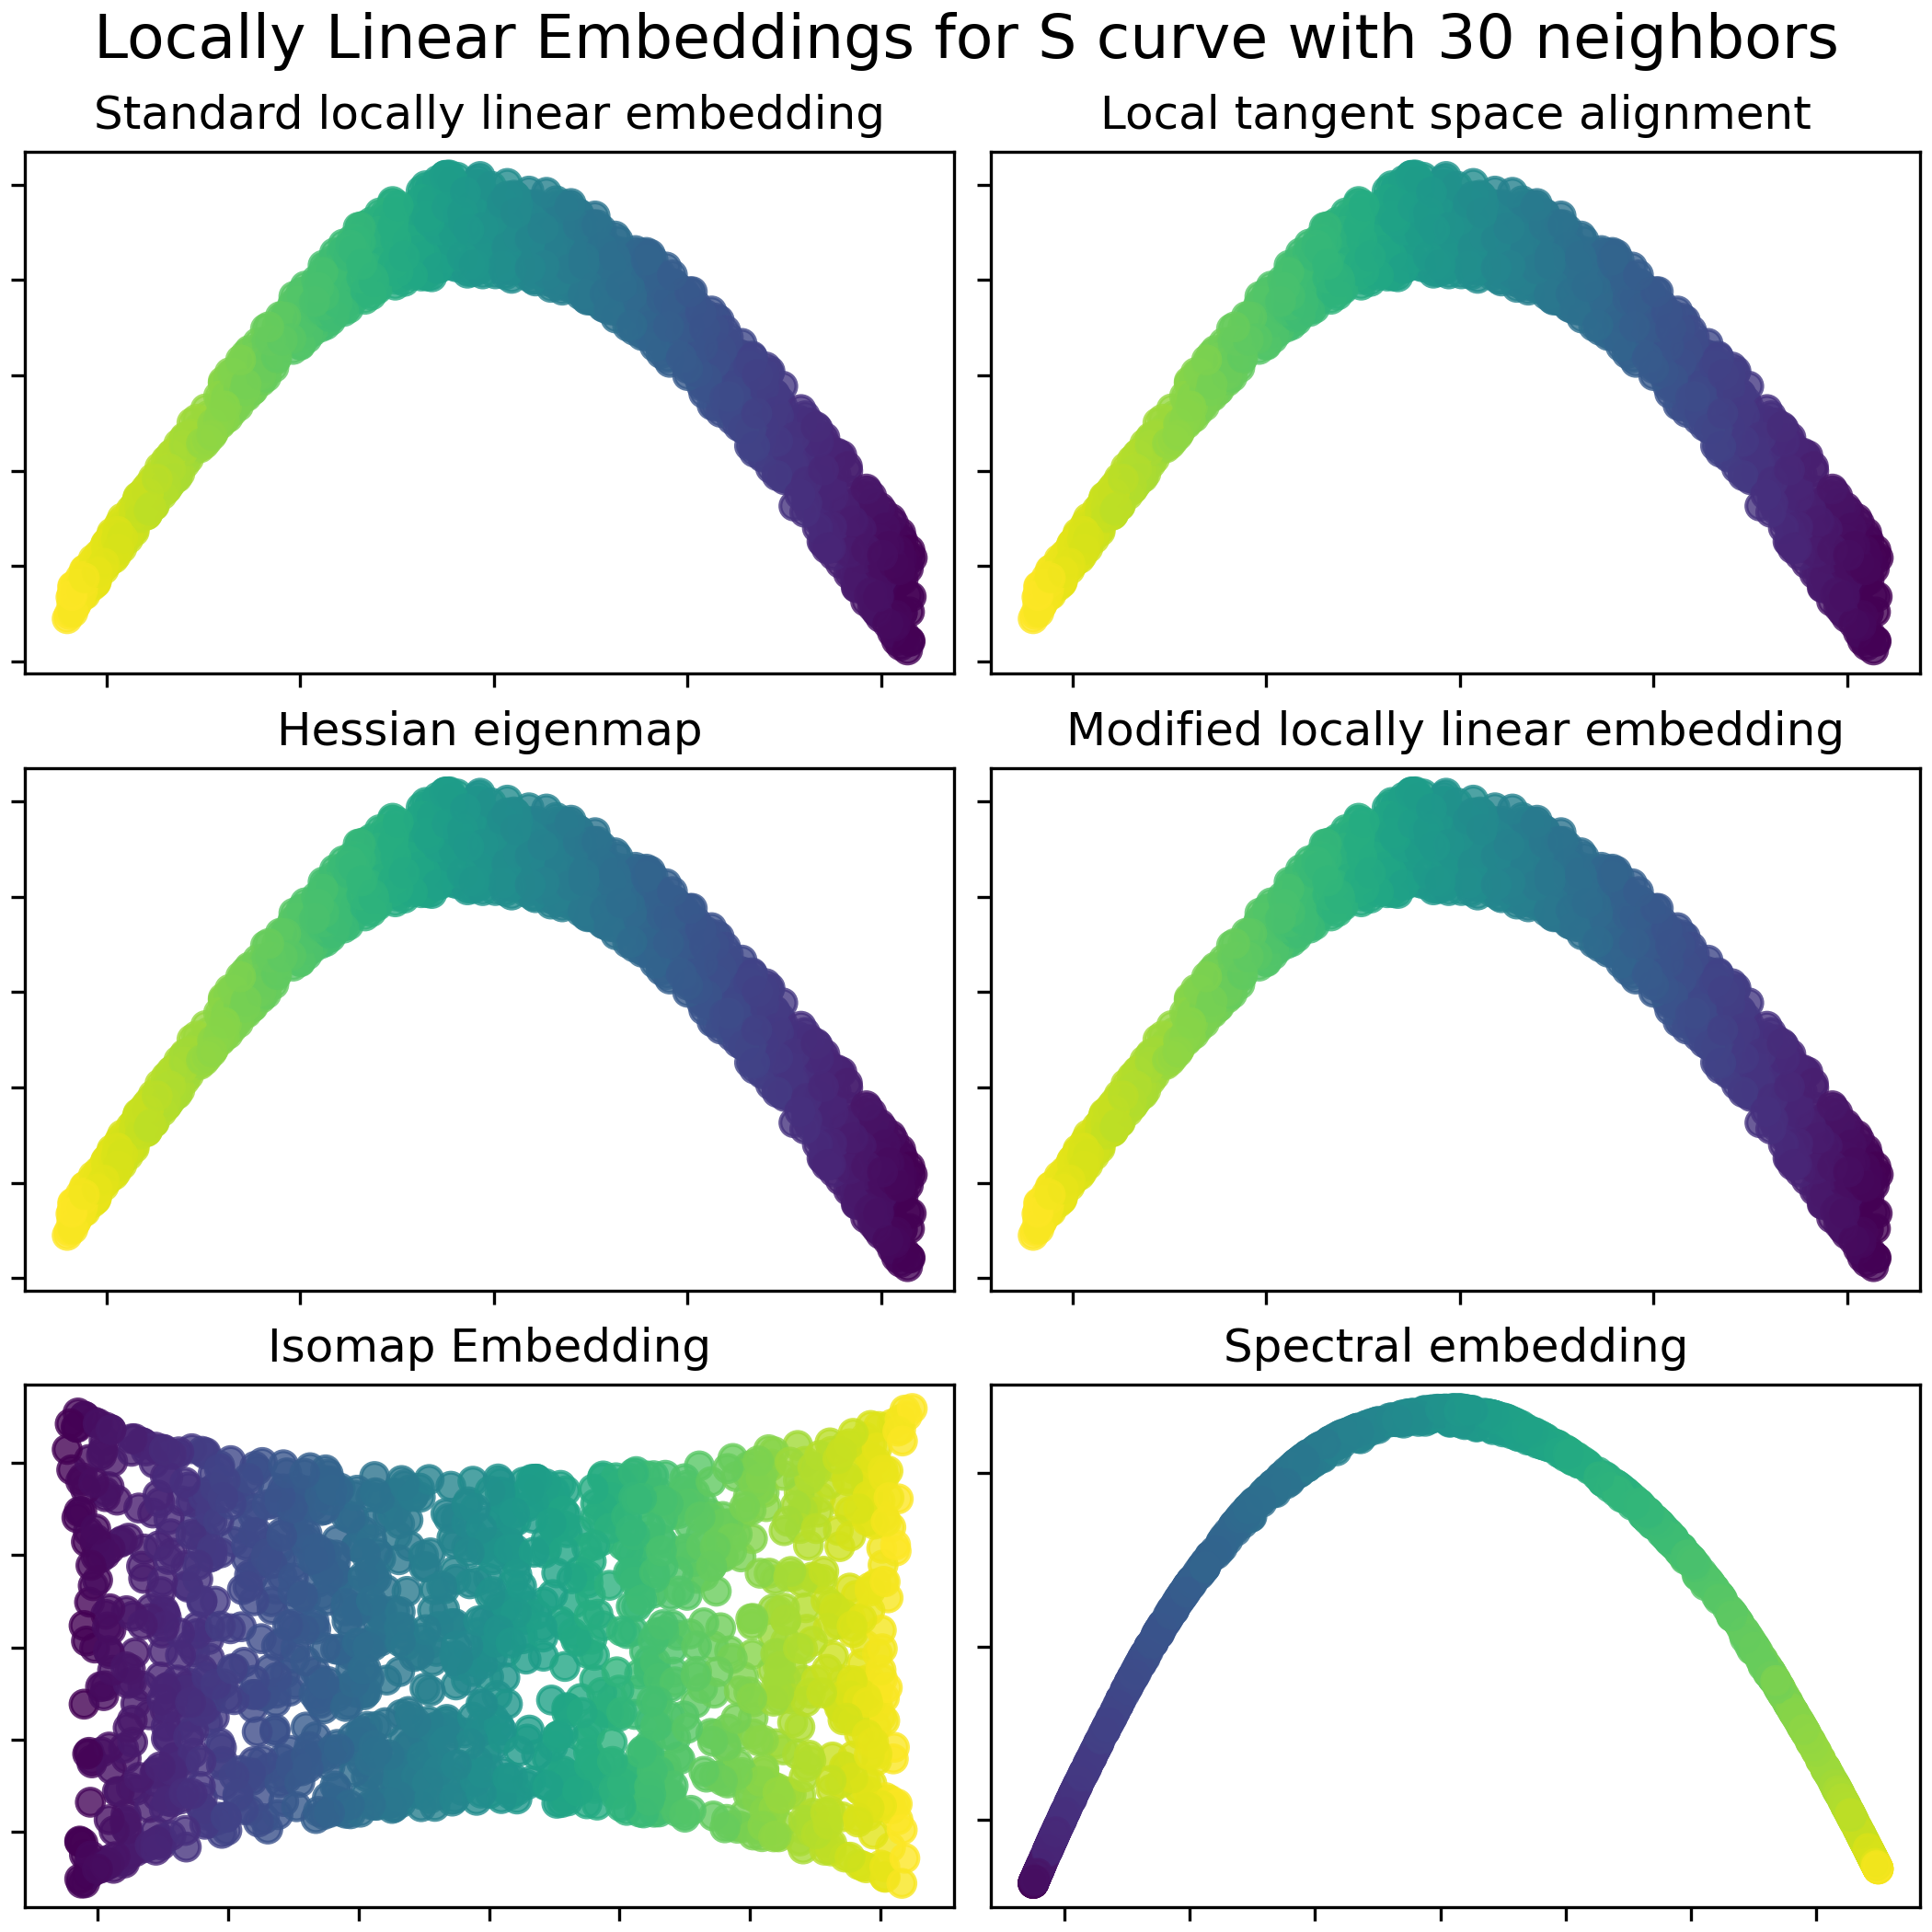 Locally Linear Embeddings for S curve with 30 neighbors
Standard locally linear embedding
Local tangent space alignment
Hessian eigenmap
Modified locally linear embedding
Isomap Embedding
Spectral embedding